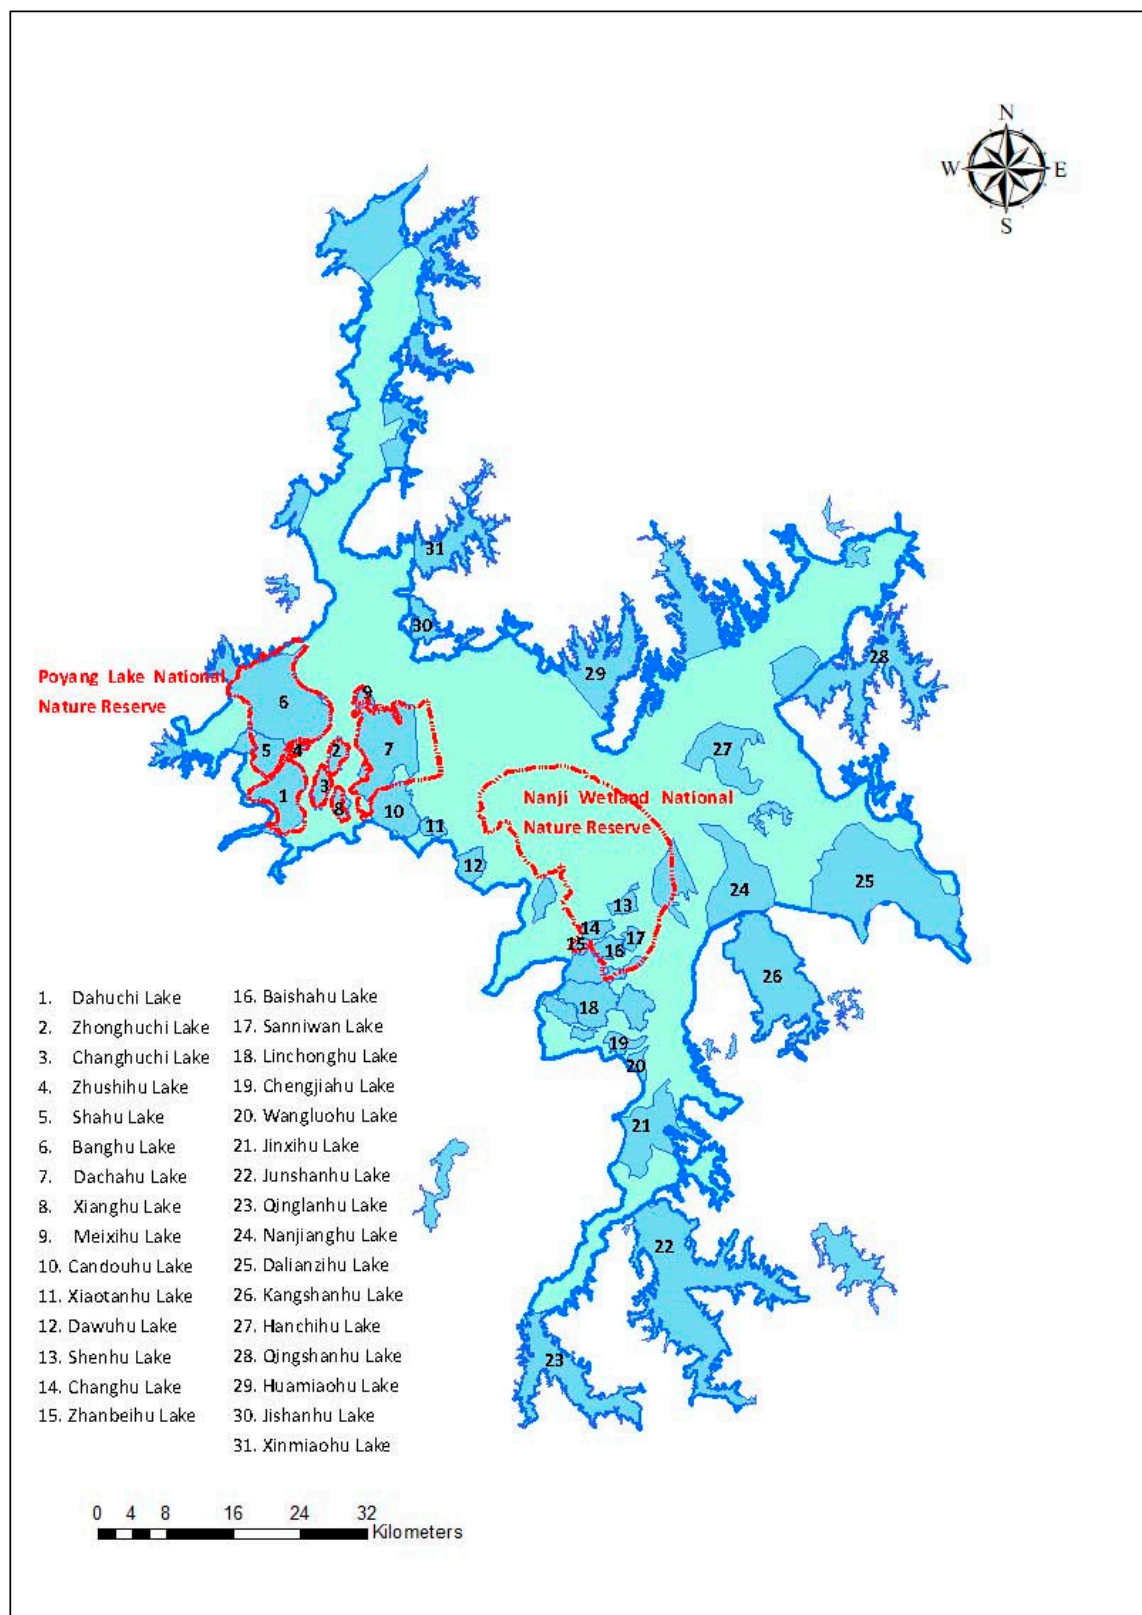 N
W E
S
31
30
29
28
Poyang Lake National
Nature Reserve
9
6
5
4
2
7
27
1
3
8
10
11
Nanji Wetland National
Nature Reserve
12
24
25
13
14
15
17
16
26
18
19
20
21
22
23
1. Dahuchi Lake
2. Zhonghuchi Lake
3. Changhuchi Lake
4. Zhushihu Lake
5. Shahu Lake
6. Banghu Lake
7. Dachahu Lake
8. Xianghu Lake
9. Meixihu Lake
10. Candouhu Lake
11. Xiaotanhu Lake
12. Dawuhu Lake
13. Shenhu Lake
14. Changhu Lake
15. Zhanbeihu Lake
16. Baishahu Lake
17. Sanniwan Lake
18. Linchonghu Lake
19. Chengjiahu Lake
20. Wangluohu Lake
21. Jinxihu Lake
22. Junshanhu Lake
23. Qinglanhu Lake
24. Nanjianghu Lake
25. Dalianzihu Lake
26. Kangshanhu Lake
27. Hanchihu Lake
28. Qingshanhu Lake
29. Huamiaohu Lake
30. Jishanhu Lake
31. Xinmiaohu Lake
0 4 8 16 24 32
Kilometers